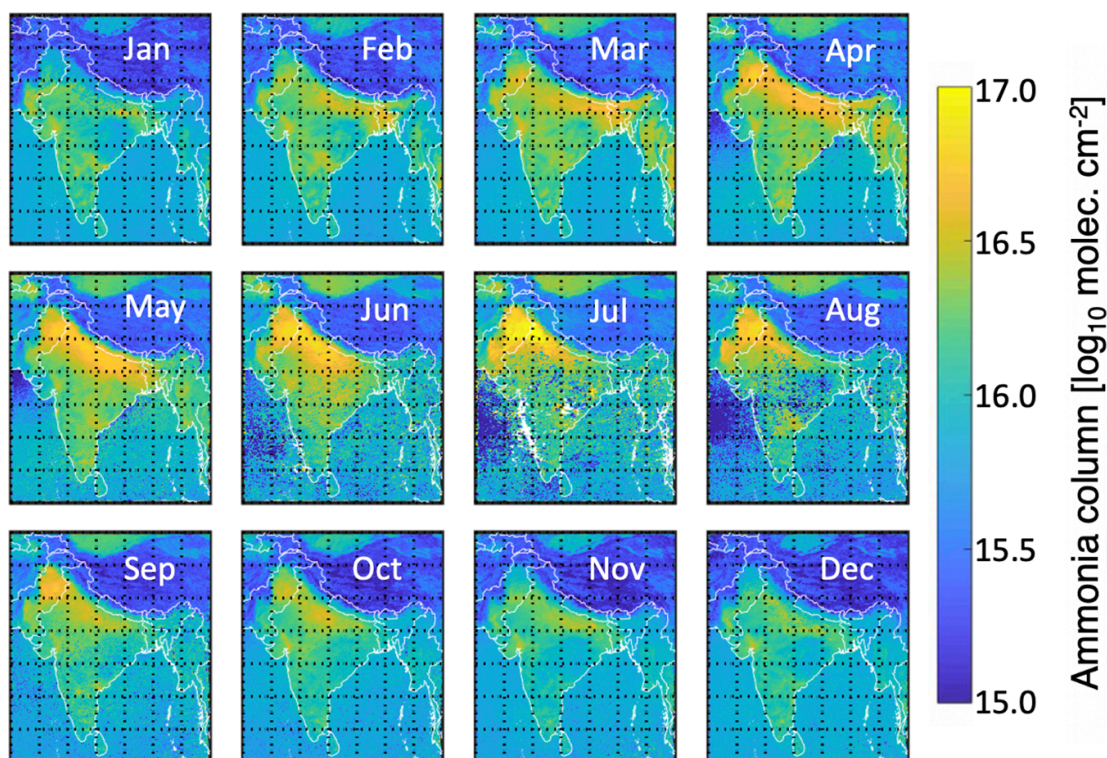 Jan
Feb
Mar
Apr
May
Jun
Jul
Aug
Sep
Oct
Nov
Dec
17.0
16.5
16.0
15.5
15.0
Ammonia column [log10 molec. cm-2]